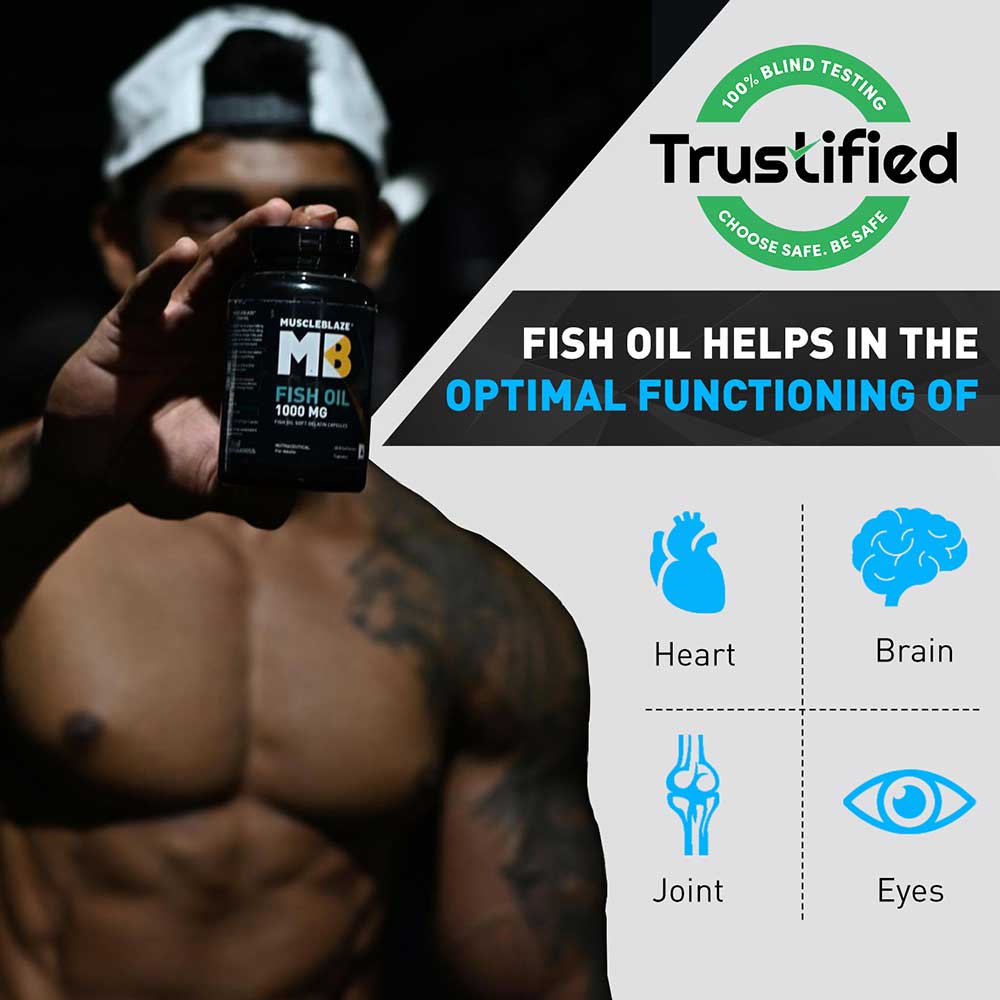 100% BLIND TESTING
Trustified
CHOOSE SAFE. BE SAFE
FISH OIL HELPS IN THE
OPTIMAL FUNCTIONING OF
MUSCLEBLAZE®
MB
FISH OIL
1000 MG
FISH OIL SOFT GELATIN CAPSULES
NUTRACEUTICAL
For Adults
Heart
Brain
Joint
Eyes